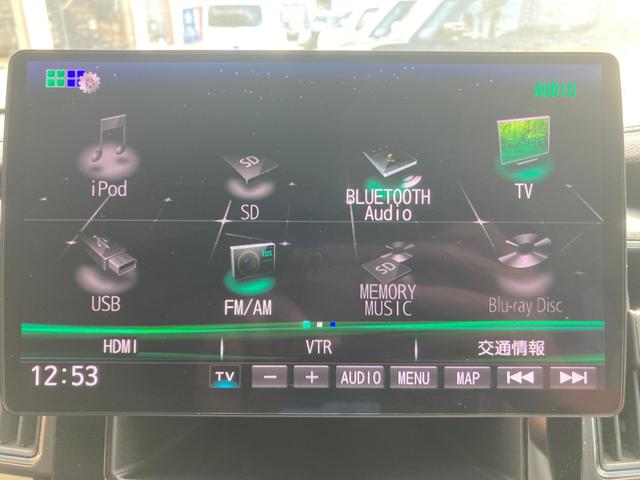 AUDIO
iPod
SD
BLUETOOTH
Audio
TV
USB
FM/AM
MEMORY
MUSIC
Blu-ray Disc
HDMI
VTR
交通情報
12:53
TV
AUDIO
MENU
MAP